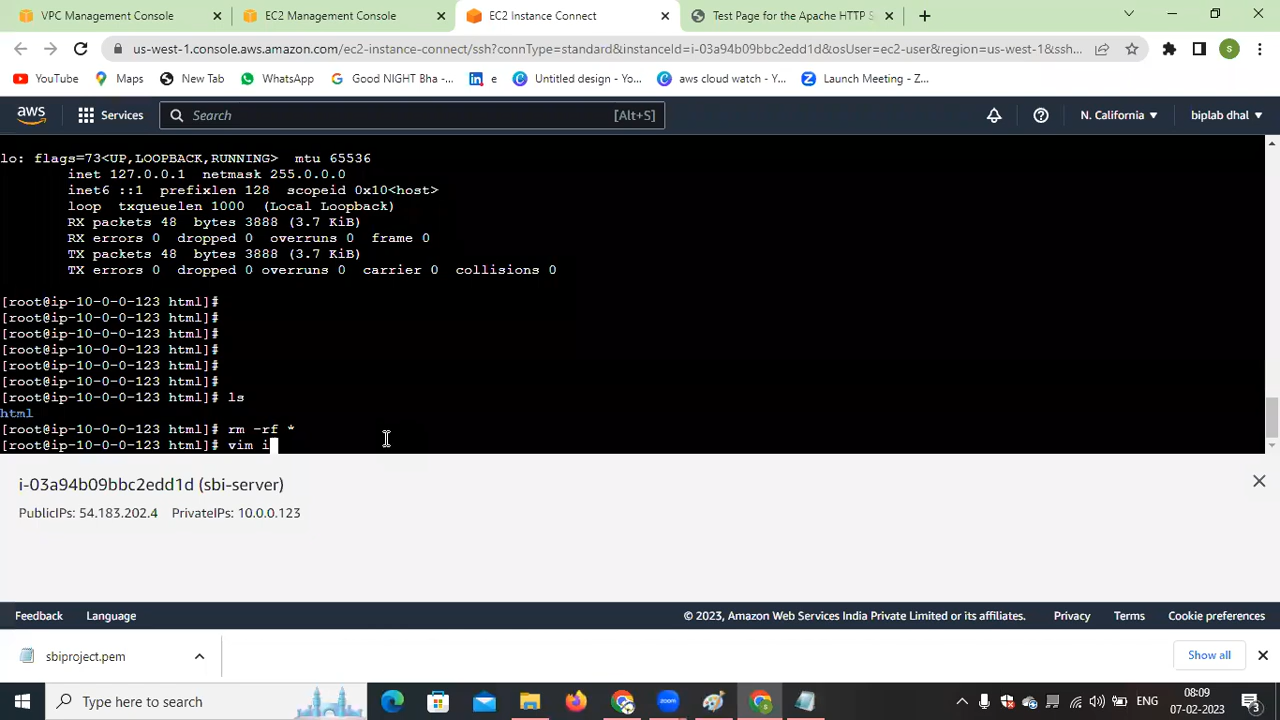 VPC Management Console
EC2 Management Console
EC2 Instance Connect
Test Page for the Apache HTTP S
us-west-1.console.aws.amazon.com/ec2-instance-connect/ssh?connType=standard&instanceId=i-03a94b09bbc2edd1d&osUser=ec2-user&region=us-west-1&ssh...
s
YouTube
Maps
New Tab
WhatsApp
Good NIGHT Bha -...
e
Untitled design - Yo...
aws cloud watch - Y...
Launch Meeting - Z...
aws
Services
Search
[Alt+S]
N. California
biplab dhal
lo: flags=73<UP,LOOPBACK,RUNNING>  mtu 65536
inet 127.0.0.1  netmask 255.0.0.0
inet6 ::1  prefixlen 128  scopeid 0x10<host>
loop  txqueuelen 1000  (Local Loopback)
RX packets 48  bytes 3888 (3.7 KiB)
RX errors 0  dropped 0  overruns 0  frame 0
TX packets 48  bytes 3888 (3.7 KiB)
TX errors 0  dropped 0 overruns 0  carrier 0  collisions 0
[root@ip-10-0-0-123 html]#
[root@ip-10-0-0-123 html]#
[root@ip-10-0-0-123 html]#
[root@ip-10-0-0-123 html]#
[root@ip-10-0-0-123 html]#
[root@ip-10-0-0-123 html]#
[root@ip-10-0-0-123 html]# ls
html
[root@ip-10-0-0-123 html]# rm -rf *
[root@ip-10-0-0-123 html]# vim i
i-03a94b09bbc2edd1d (sbi-server)
PublicIPs: 54.183.202.4  PrivateIPs: 10.0.0.123
Feedback
Language
© 2023, Amazon Web Services India Private Limited or its affiliates.
Privacy
Terms
Cookie preferences
sbiproject.pem
Show all
Type here to search
ENG
08:09
07-02-2023
3